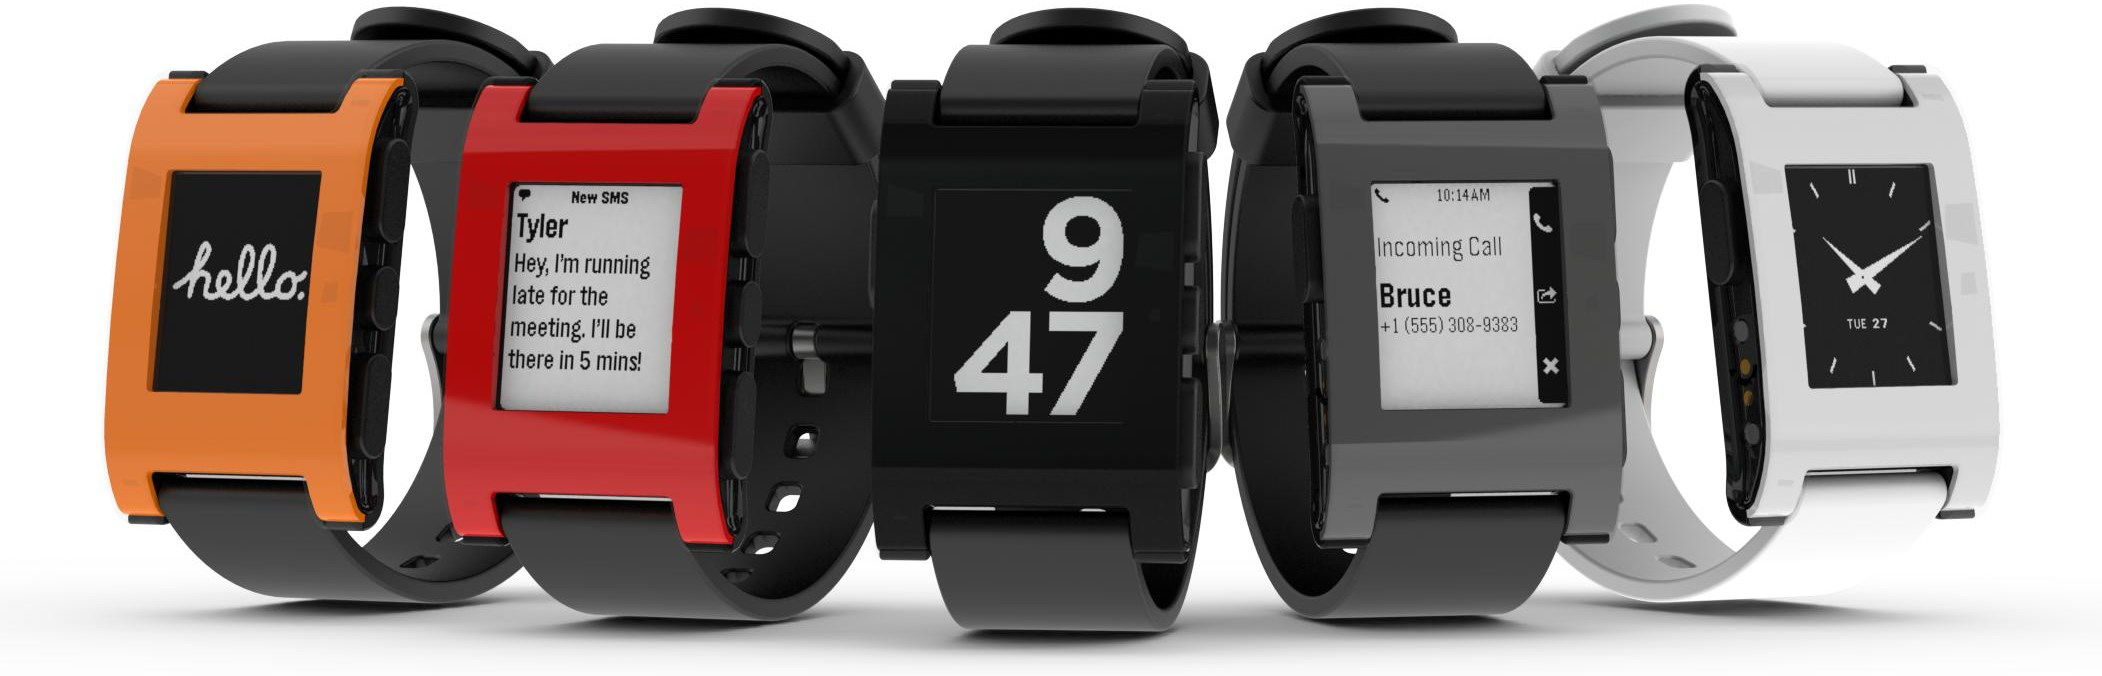 hello.
New SMS
Tyler
Hey, I'm running
late for the
meeting. I'll be
there in 5 mins!
9
47
10:14AM
Incoming Call
Bruce
+1 (555) 308-9383
TUE 27